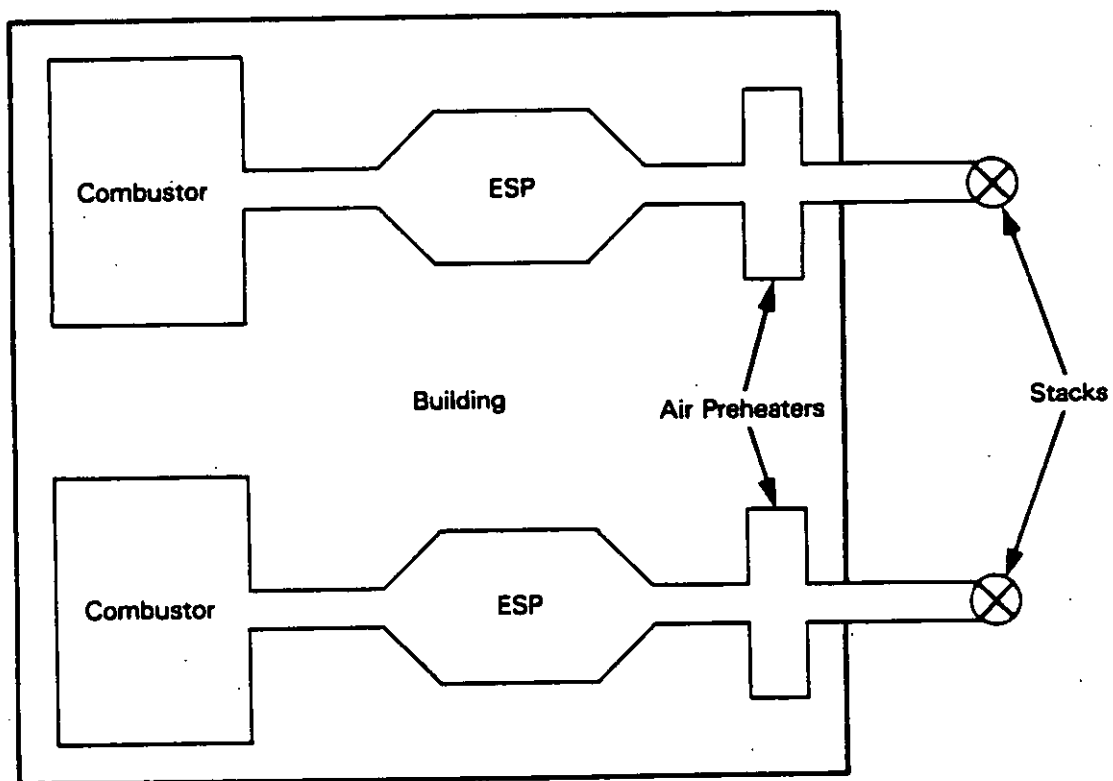 Combustor
ESP
Building
Air Preheaters
Stacks
Combustor
ESP